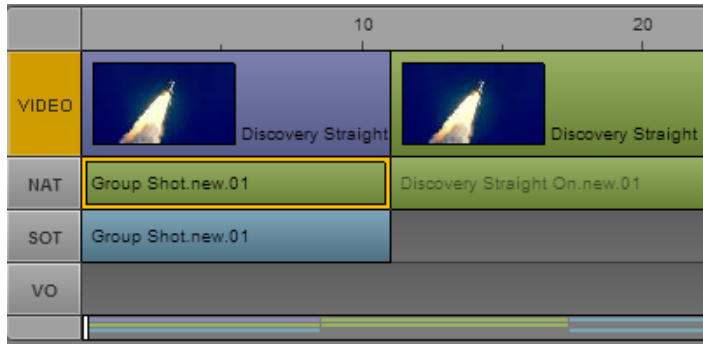 10 20
VIDEO
Discovery Straight Discovery Straight
NAT Group Shot.new.01 Discovery Straight On.new.01
SOT Group Shot.new.01
VO